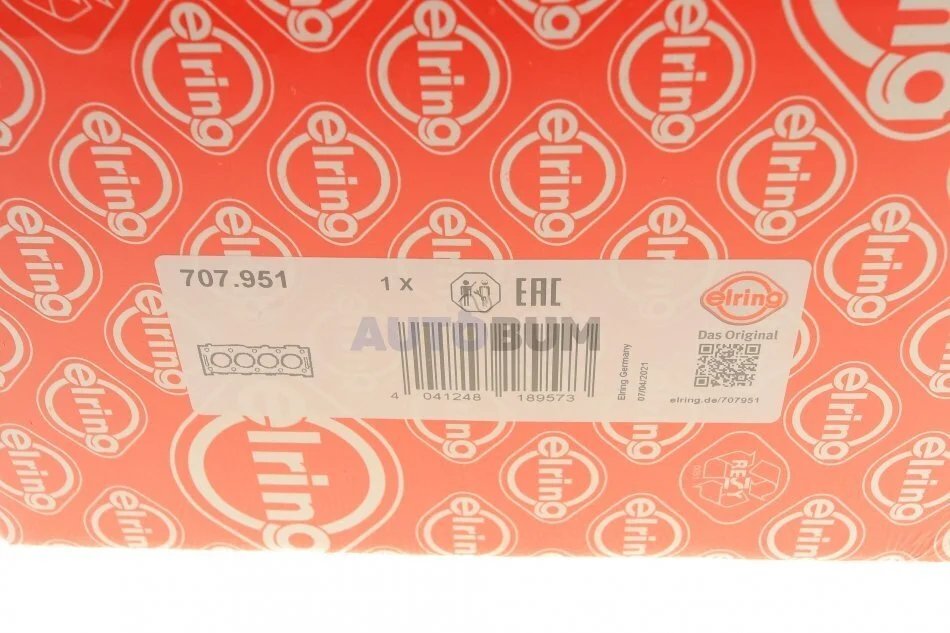 707.951
1 X
EAC
elring
Das Original
AUTOBUM
4 041248 189573
Elring Germany
07/04/2021
elring.de/707951
elring
RESY